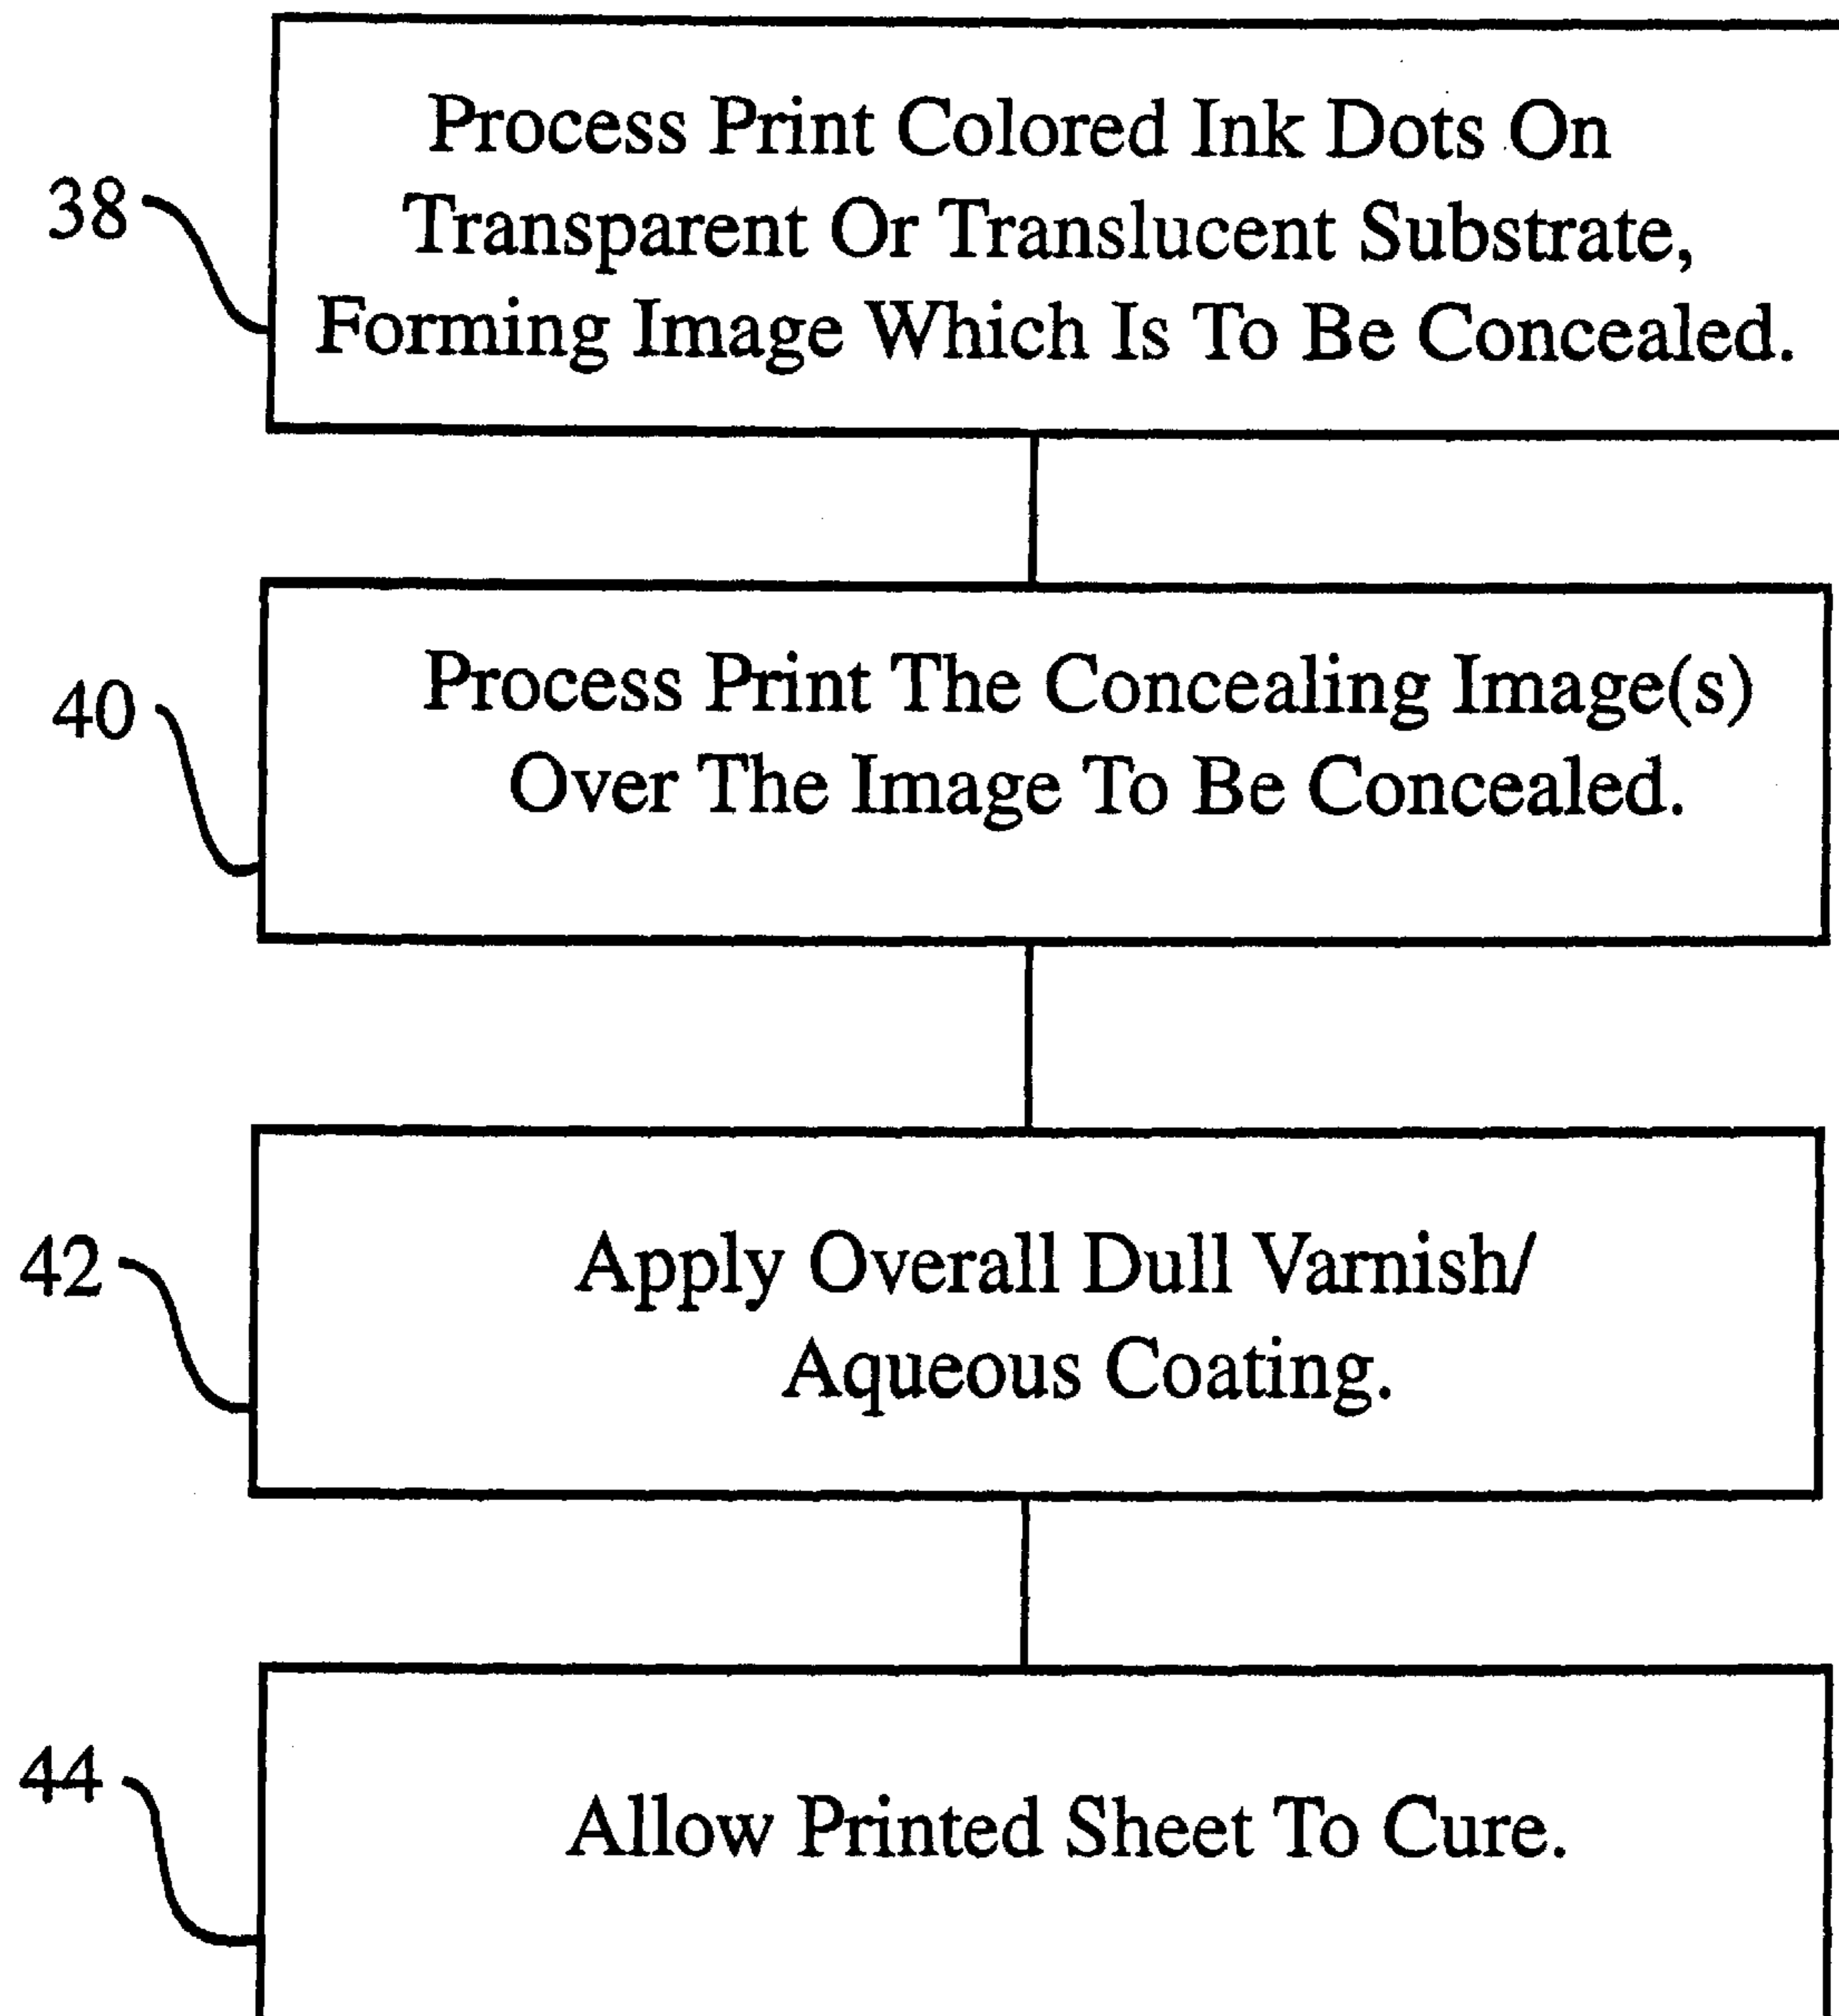 38
Process Print Colored Ink Dots On
Transparent Or Translucent Substrate,
Forming Image Which Is To Be Concealed.
40
Process Print The Concealing Image(s)
Over The Image To Be Concealed.
42
Apply Overall Dull Varnish/
Aqueous Coating.
44
Allow Printed Sheet To Cure.